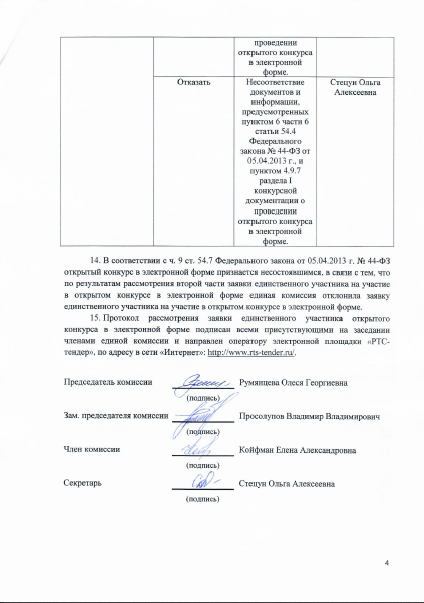 проведении
открытого конкурса
в электронной
форме.
Отказать Несоответствие Стецун Ольга
документов и Алексеевна
информации,
предусмотренных
пунктом 6 части 6
статьи 54.4
Федерального
закона № 44-ФЗ от
05.04.2013 г., и
пунктом 4.9.7
раздела I
конкурсной
документации о
проведении
открытого конкурса
в электронной
форме.
14. В соответствии с ч. 9 ст. 54.7 Федерального закона от 05.04.2013 г. № 44-ФЗ
открытый конкурс в электронной форме признается несостоявшимся, в связи с тем, что
по результатам рассмотрения второй части заявки единственного участника на участие
в открытом конкурсе в электронной форме единая комиссия отклонила заявку
единственного участника на участие в открытом конкурсе в электронной форме.
15. Протокол рассмотрения заявки единственного участника открытого
конкурса в электронной форме подписан всеми присутствующими на заседании
членами единой комиссии и направлен оператору электронной площадки «РТС-
тендер», по адресу в сети «Интернет»: http://www.rts-tender.ru/.
Председатель комиссии Румянцева Олеся Георгиевна
(подпись)
Зам. председателя комиссии Просолупов Владимир Владимирович
(подпись)
Член комиссии Койфман Елена Александровна
(подпись)
Секретарь Стецун Ольга Алексеевна
(подпись)
4